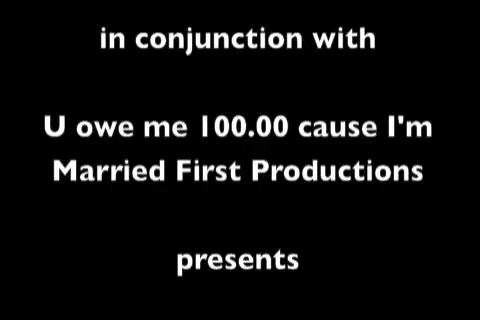 in conjunction with
U owe me 100.00 cause I'm
Married First Productions
presents